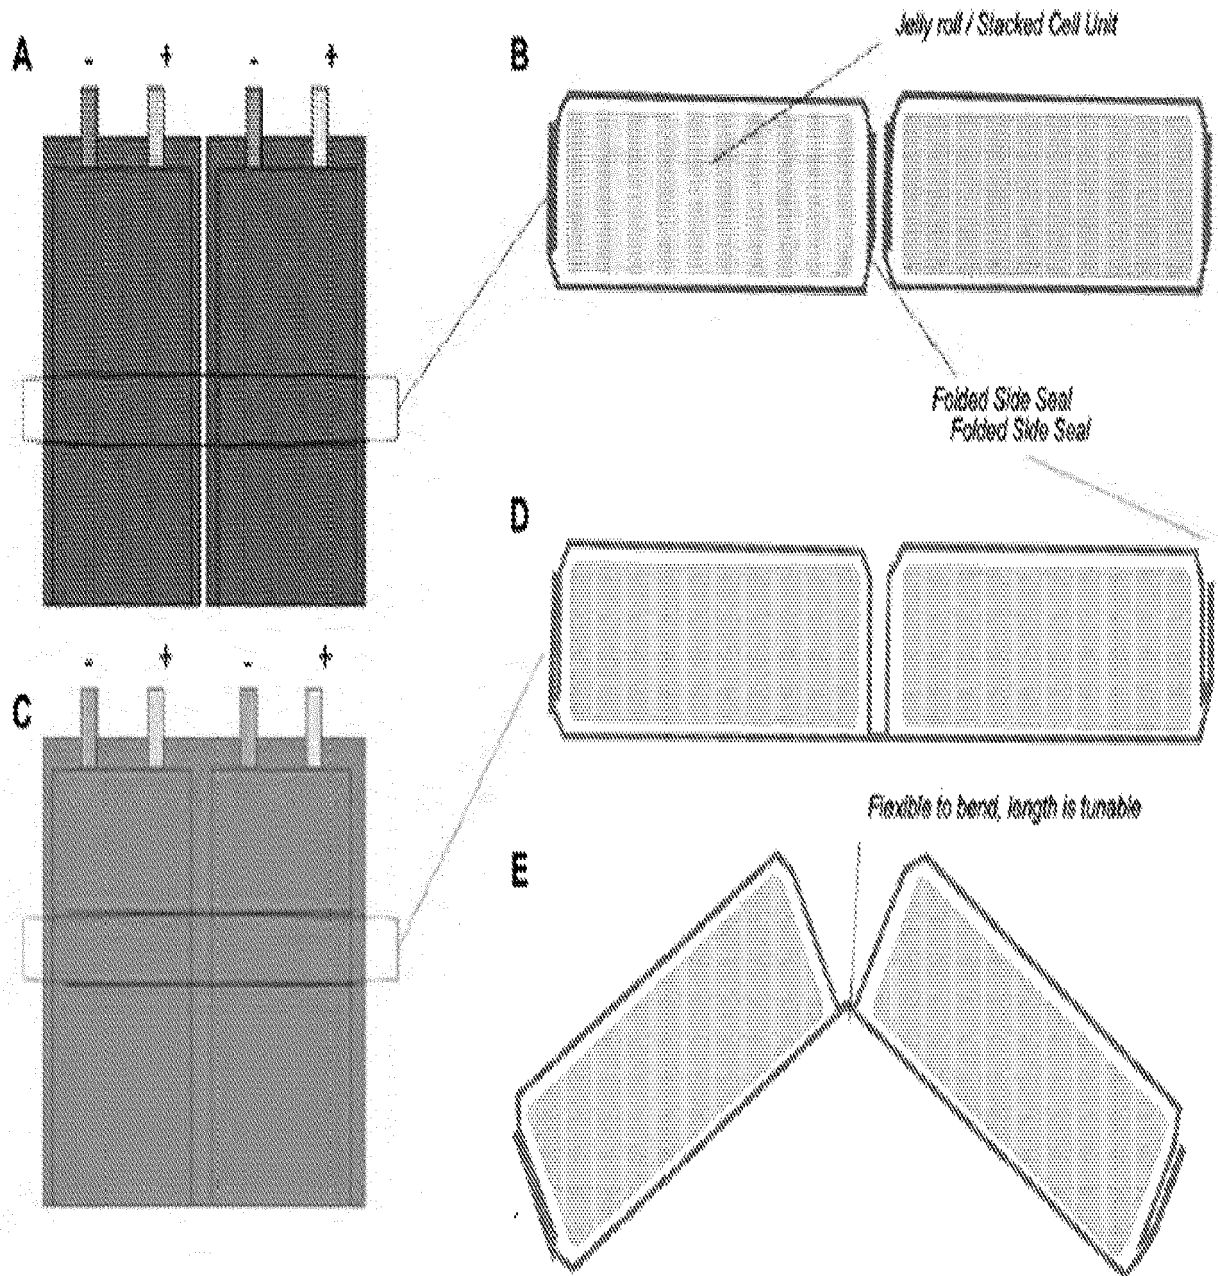 A
- + - +
B
Jelly roll / Stacked Cell Unit
Folded Side Seal
Folded Side Seal
C
- + - +
D
Flexible to bend, length is tunable
E